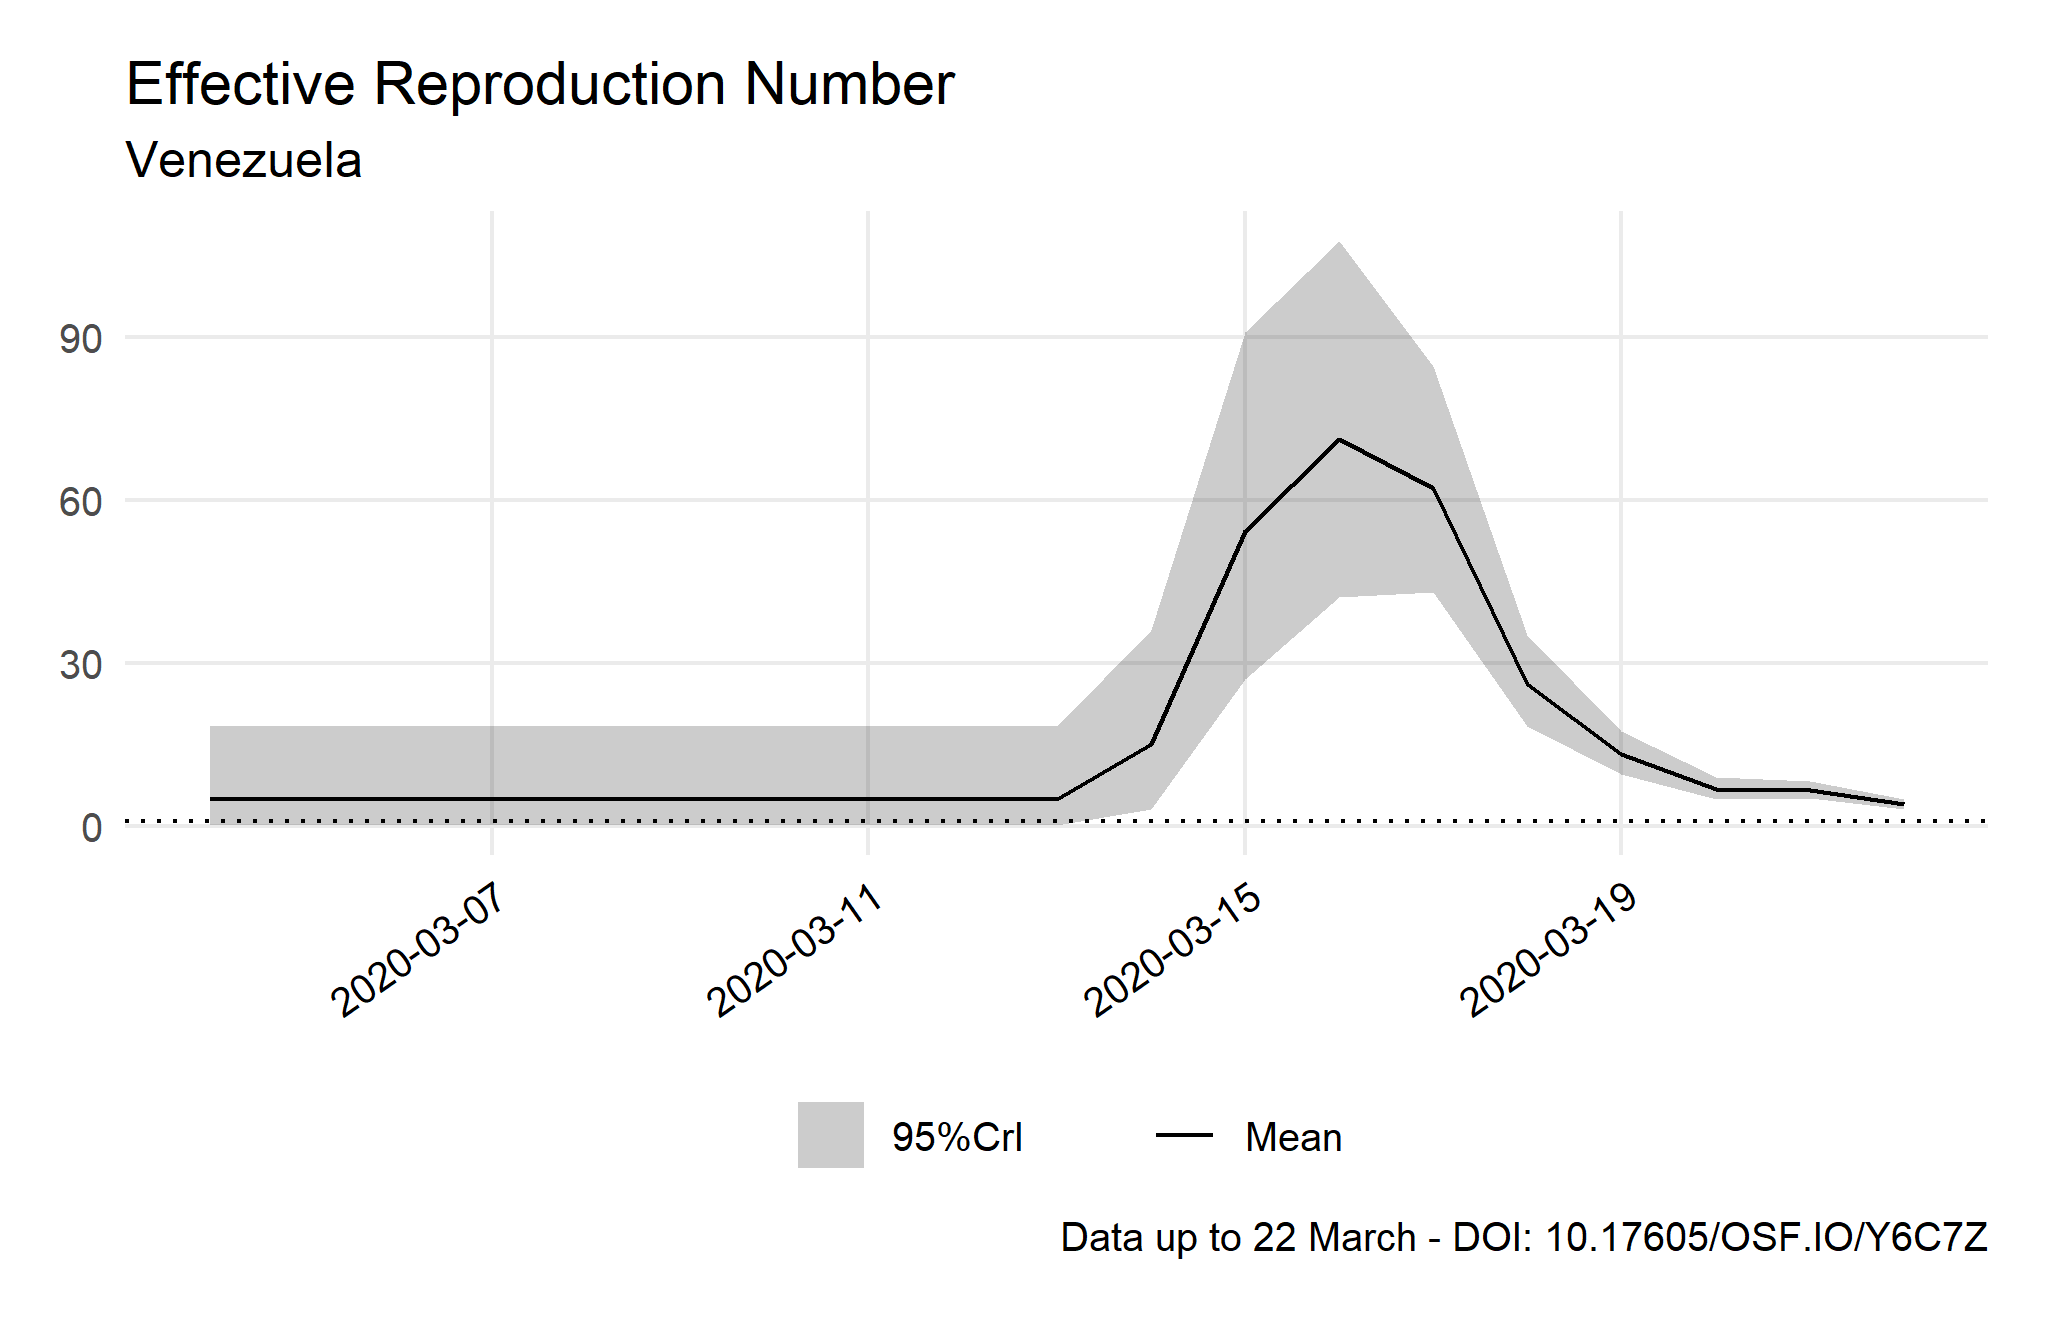 Effective Reproduction Number
Venezuela
90
60
30
0
2020-03-07
2020-03-11
2020-03-15
2020-03-19
95%CrI
Mean
Data up to 22 March - DOI: 10.17605/OSF.IO/Y6C7Z